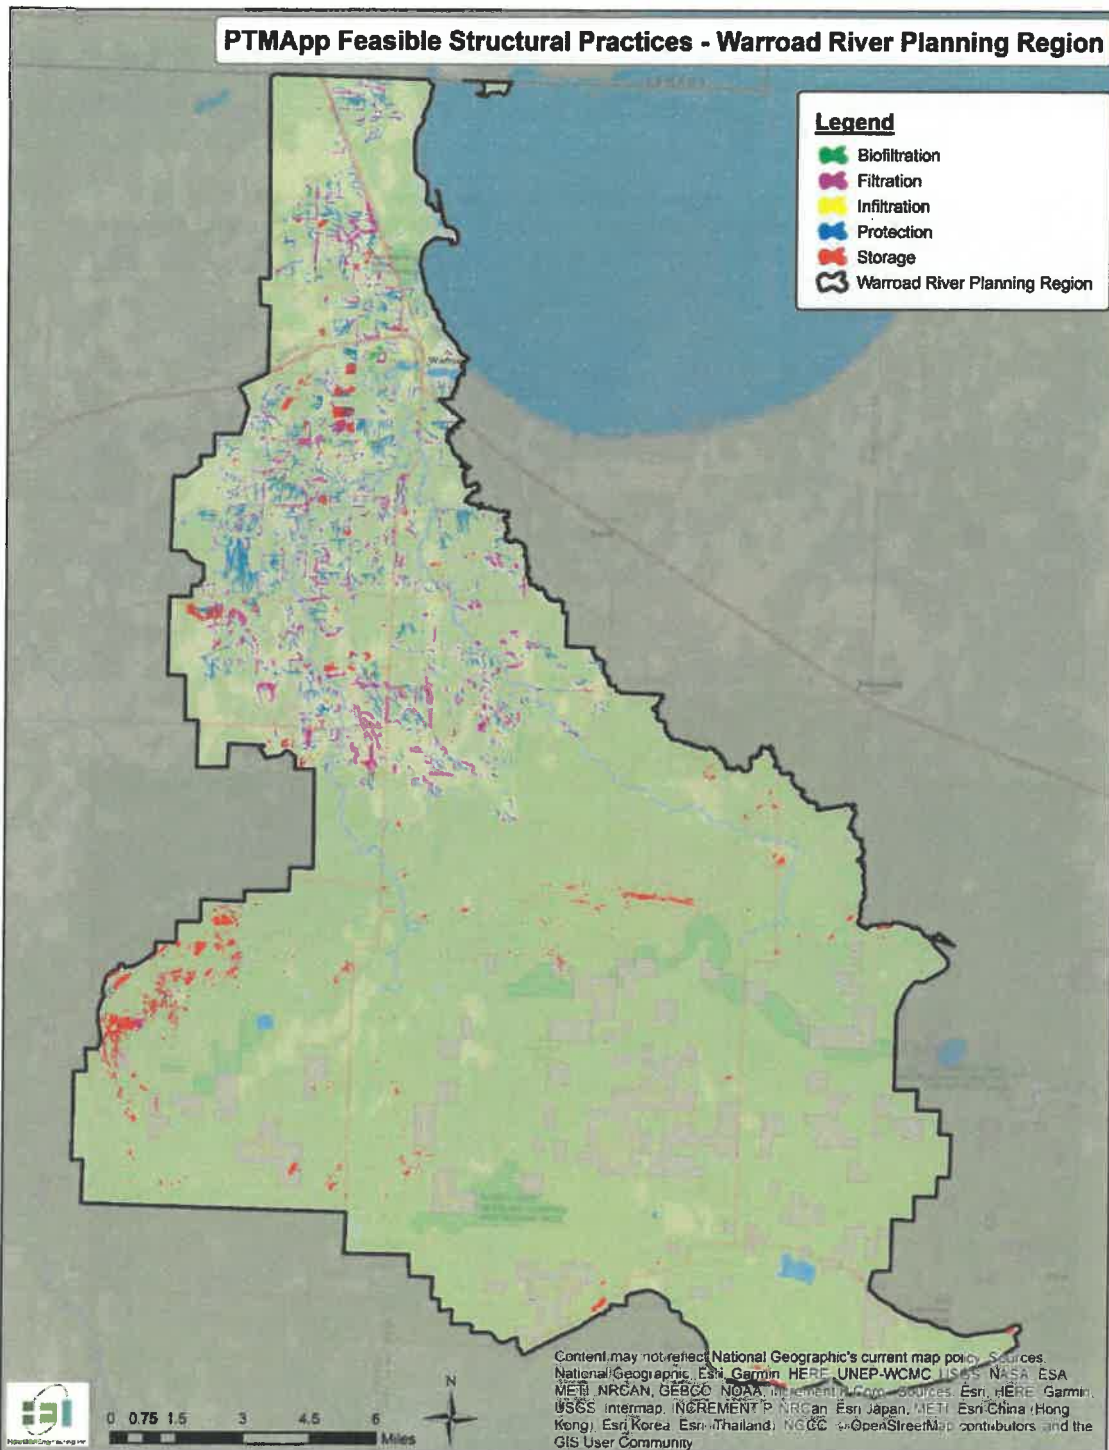 PTMApp Feasible Structural Practices - Warroad River Planning Region
Legend
Biofiltration
Filtration
Infiltration
Protection
Storage
Warroad River Planning Region
N
0 0.75 1.5 3 4.5 6
Miles
Content may not reflect National Geographic's current map policy. Sources:
National Geographic, Esri, Garmin, HERE, UNEP-WCMC, USGS, NASA, ESA,
METI, NRCAN, GEBCO, NOAA, Increment P Corp. Sources: Esri, HERE, Garmin,
USGS, Intermap, INCREMENT P, NRCan, Esri Japan, METI, Esri China (Hong
Kong), Esri Korea, Esri (Thailand), NGCC, OpenStreetMap contributors, and the
GIS User Community